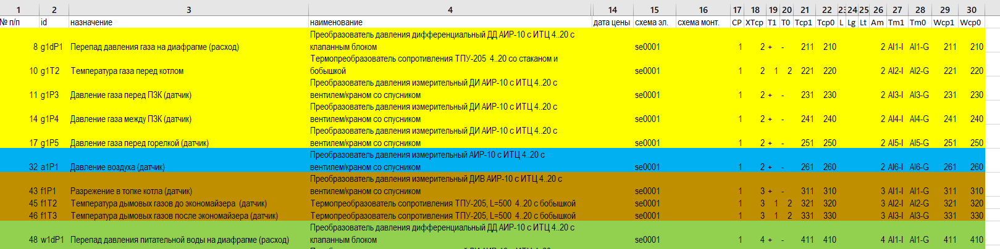 1 2 3 4 14 15 16 17 18 19 20 21 22 23 24 25 26 27 28 29 30
№ п/п id назначение наименование дата цены схема эл. схема монт. CP XTcp T1 T0 Tcp1 Tcp0 L Lg Lt Am Tm1 Tm0 Wcp1 Wcp0
Преобразователь давления дифференциальный ДД АИР-10 с ИТЦ 4..20 с
8 g1dP1 Перепад давления газа на диафрагме (расход) клапанным блоком se0001 1 2 + - 211 210 2 AI1-I AI1-G 211 210
Термопреобразователь сопротивления ТПУ-205 4..20 со стаканом и
10 g1T2 Температура газа перед котлом бобышкой se0001 1 2 1 2 221 220 2 AI2-I AI2-G 221 220
Преобразователь давления измерительный ДИ АИР-10 с ИТЦ 4..20 с
11 g1P3 Давление газа перед ПЗК (датчик) вентилем/краном со спусником se0001 1 2 + - 231 230 2 AI3-I AI3-G 231 230
Преобразователь давления измерительный ДИ АИР-10 с ИТЦ 4..20 с
14 g1P4 Давление газа между ПЗК (датчик) вентилем/краном со спусником se0001 1 2 + - 241 240 2 AI4-I AI4-G 241 240
Преобразователь давления измерительный ДИ АИР-10 с ИТЦ 4..20 с
17 g1P5 Давление газа перед горелкой (датчик) вентилем/краном со спусником se0001 1 2 + - 251 250 2 AI5-I AI5-G 251 250
Преобразователь давления измерительный АИР-10 с ИТЦ 4..20 с
32 a1P1 Давление воздуха (датчик) вентилем/краном со спусником se0001 1 2 + - 261 260 2 AI6-I AI6-G 261 260
Преобразователь давления измерительный ДИВ АИР-10 с ИТЦ 4..20 с
43 f1P1 Разрежение в топке котла (датчик) вентилем/краном со спусником se0001 1 3 + - 311 310 3 AI1-I AI1-G 311 310
45 f1T2 Температура дымовых газов до экономайзера (датчик) Термопреобразователь сопротивления ТПУ-205, L=500 4..20 с бобышкой se0001 1 3 1 2 321 320 3 AI2-I AI2-G 321 320
46 f1T3 Температура дымовых газов после экономайзера (датчик) Термопреобразователь сопротивления ТПУ-205, L=500 4..20 с бобышкой se0001 1 3 1 2 331 330 3 AI3-I AI3-G 331 330
Преобразователь давления дифференциальный ДД АИР-10 с ИТЦ 4..20 с
48 w1dP1 Перепад давления питательной воды на диафрагме (расход) клапанным блоком se0001 1 4 + - 411 410 4 AI1-I AI1-G 411 410